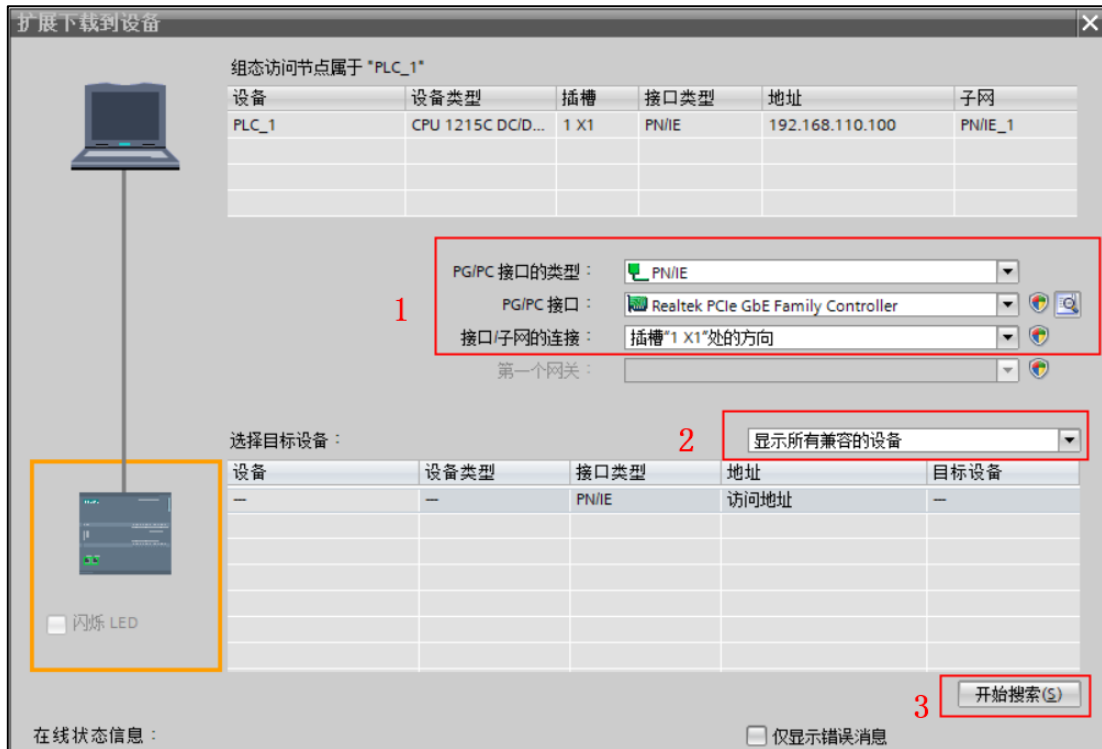 扩展下载到设备
组态访问节点属于 "PLC_1"
设备 设备类型 插槽 接口类型 地址 子网
PLC_1 CPU 1215C DC/D... 1 X1 PN/IE 192.168.110.100 PN/IE_1
PG/PC 接口的类型： PN/IE
1 PG/PC 接口： Realtek PCIe GbE Family Controller
接口/子网的连接： 插槽"1 X1"处的方向
第一个网关：
选择目标设备： 2 显示所有兼容的设备
设备 设备类型 接口类型 地址 目标设备
— — PN/IE 访问地址 —
闪烁 LED
3 开始搜索(S)
在线状态信息： 仅显示错误消息